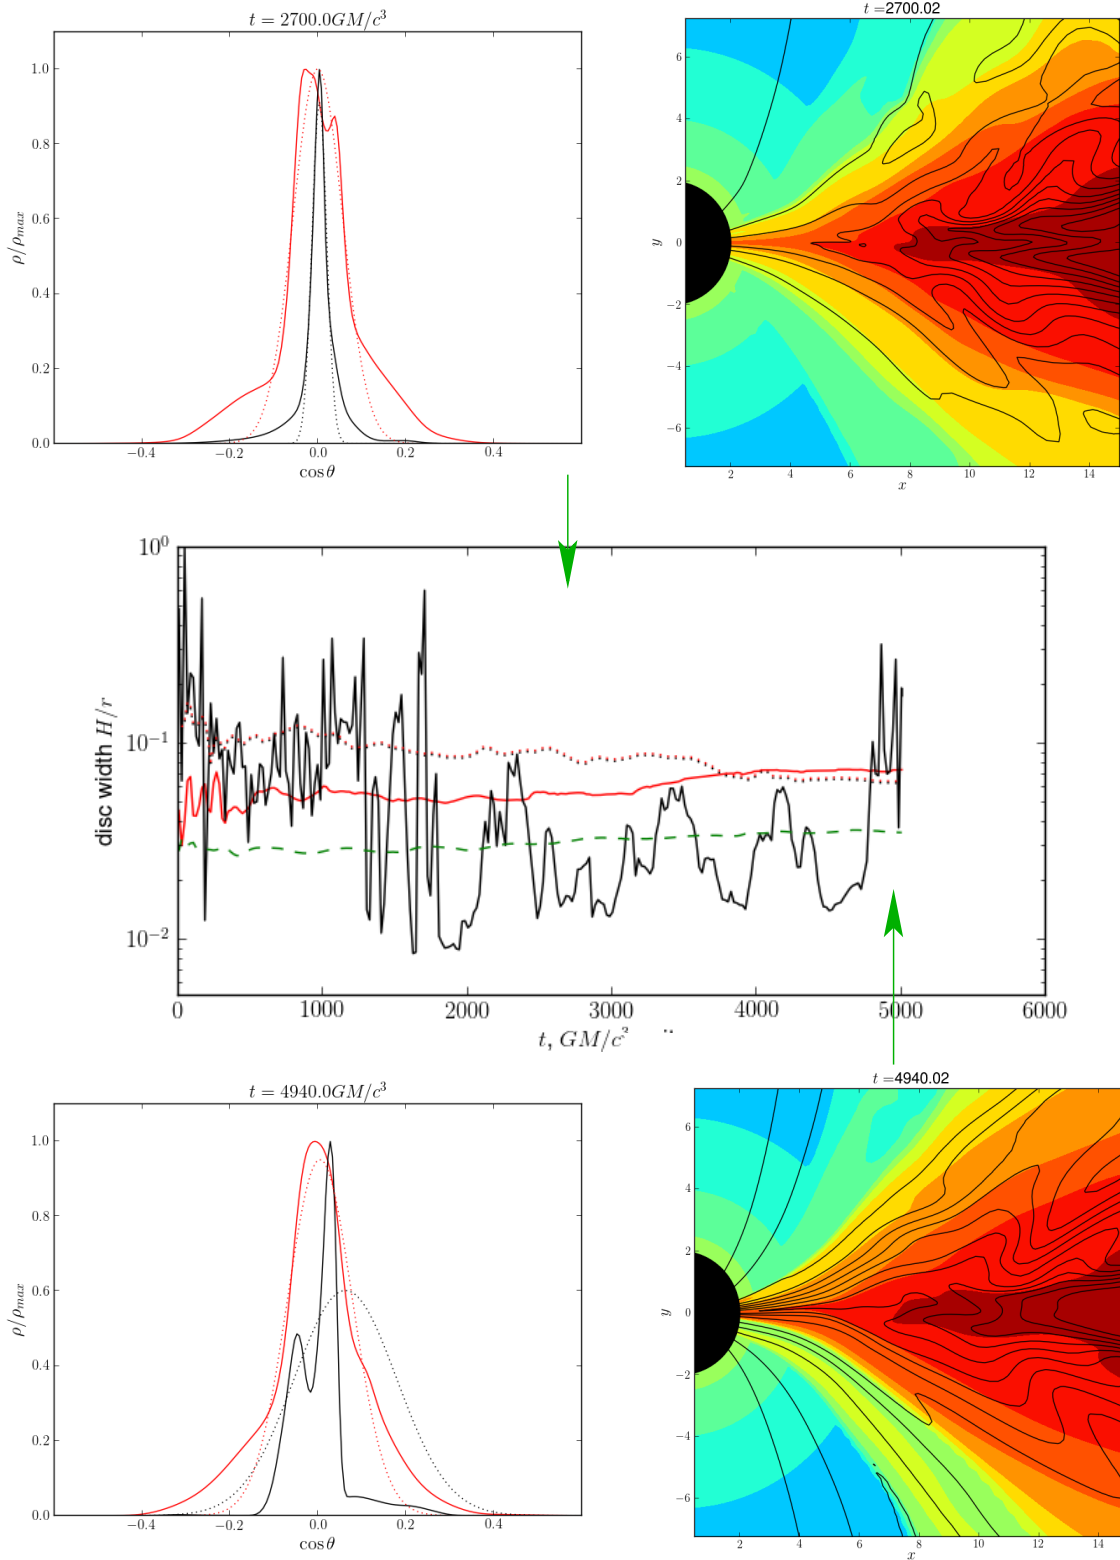 t = 2700.0GM/c³
1.0
0.8
0.6
0.4
0.2
0.0
ρ/ρmax
−0.4 −0.2 0.0 0.2 0.4
cos θ
t =2700.02
6
4
2
0
−2
−4
−6
y
2 4 6 8 10 12 14
x
10⁰
10⁻¹
10⁻²
disc width H/r
0 1000 2000 3000 4000 5000 6000
t, GM/c³
t = 4940.0GM/c³
1.0
0.8
0.6
0.4
0.2
0.0
ρ/ρmax
−0.4 −0.2 0.0 0.2 0.4
cos θ
t =4940.02
6
4
2
0
−2
−4
−6
y
2 4 6 8 10 12 14
x